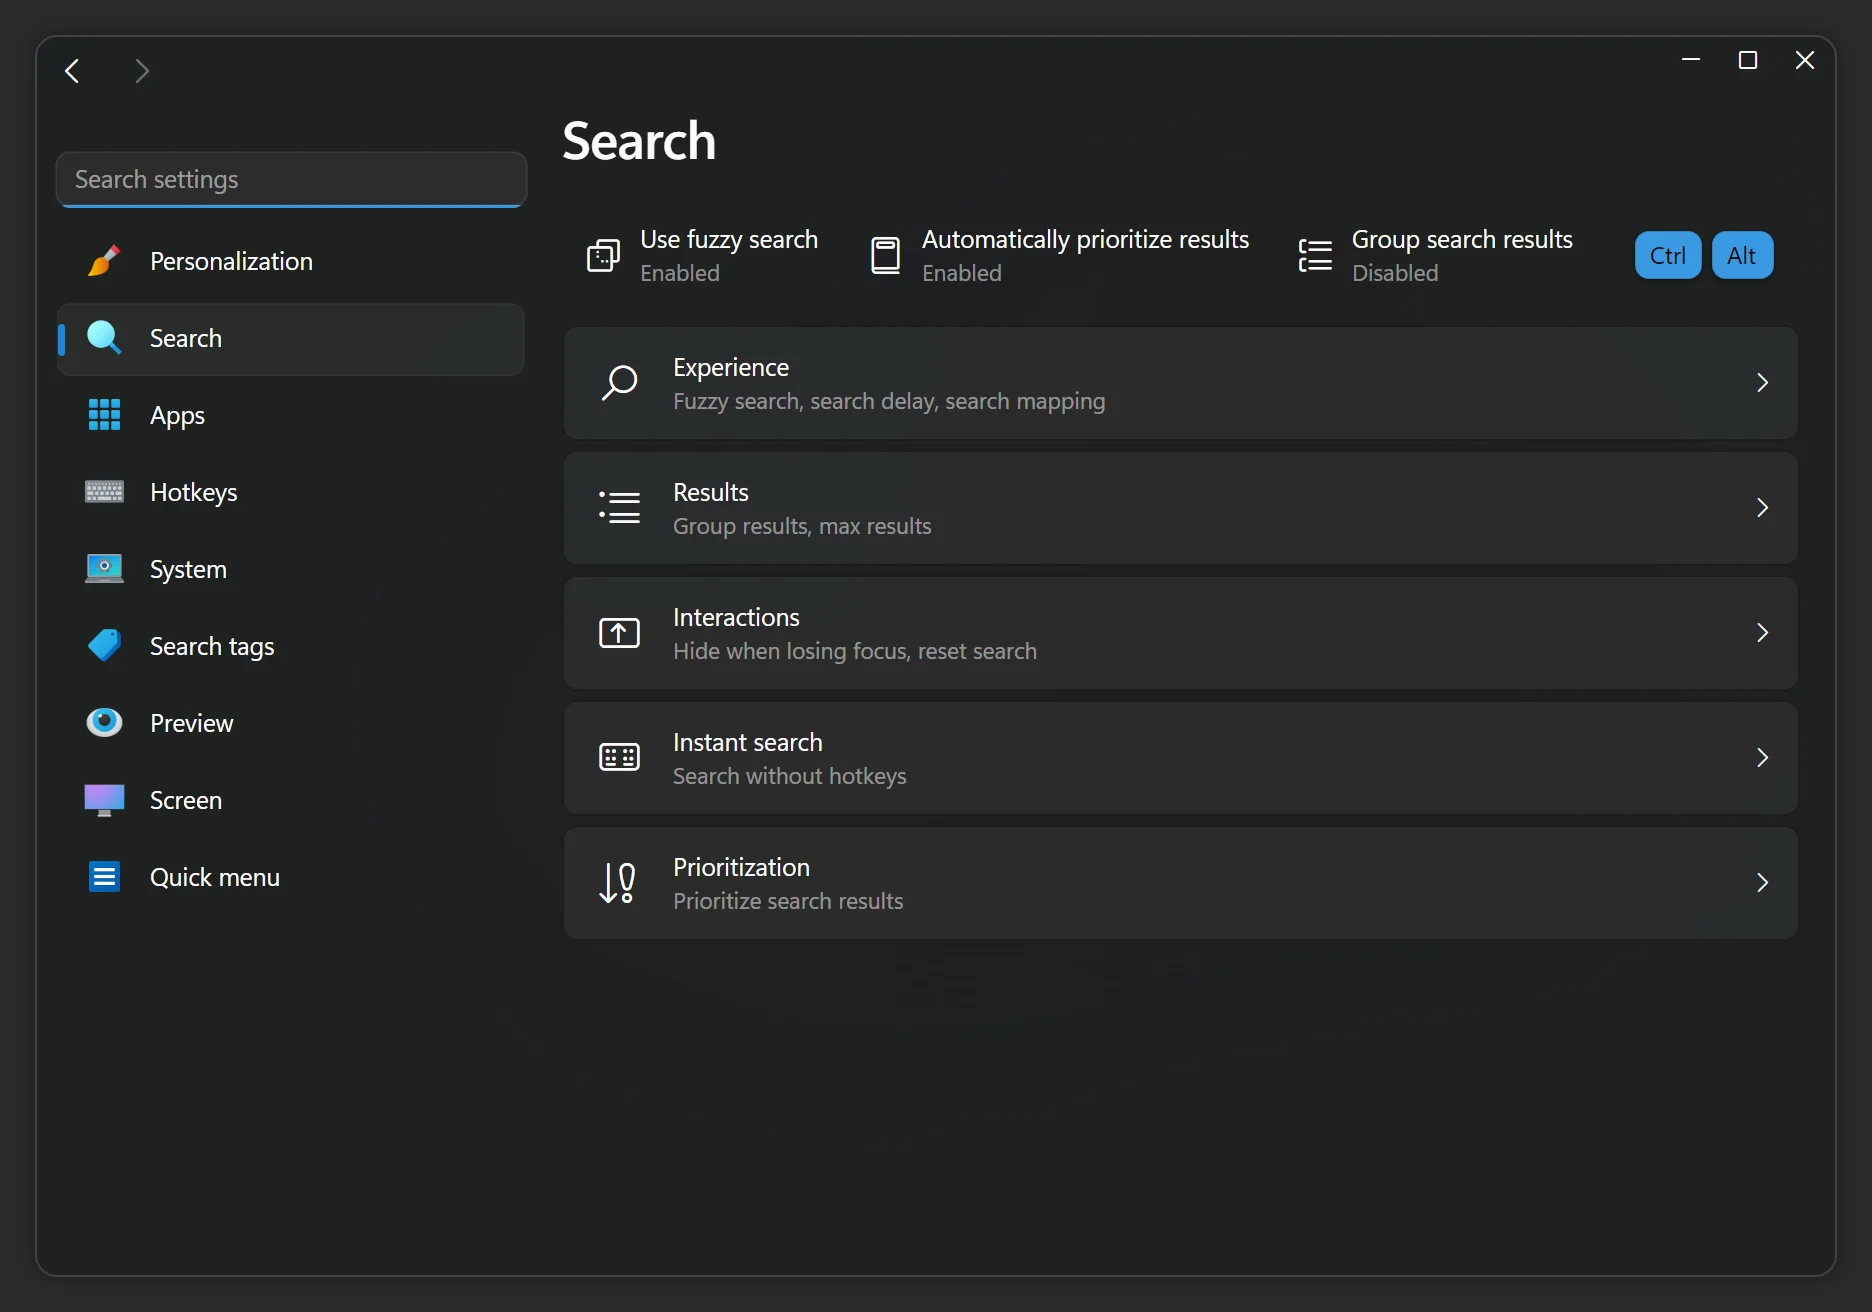 Search
Search settings
Personalization
Search
Apps
Hotkeys
System
Search tags
Preview
Screen
Quick menu
Use fuzzy search
Enabled
Automatically prioritize results
Enabled
Group search results
Disabled
Ctrl
Alt
Experience
Fuzzy search, search delay, search mapping
Results
Group results, max results
Interactions
Hide when losing focus, reset search
Instant search
Search without hotkeys
Prioritization
Prioritize search results